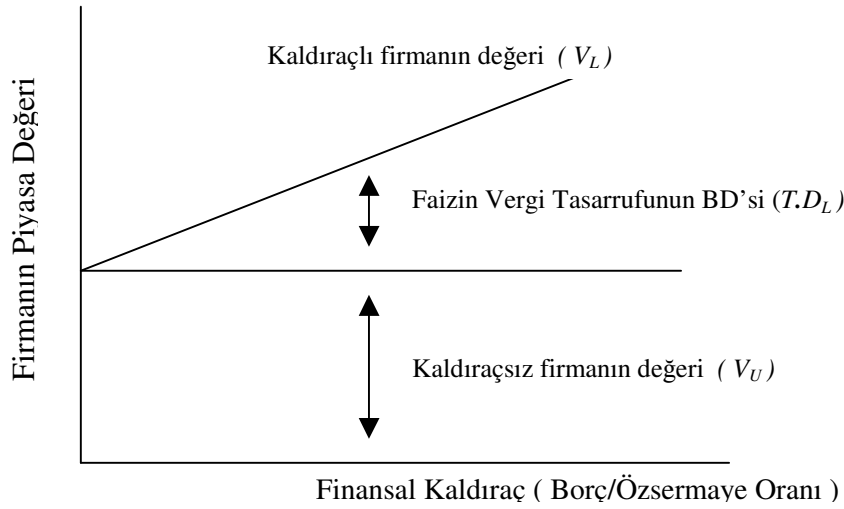 Kaldıraçlı firmanın değeri ( V_L )
Firmanın Piyasa Değeri
Faizin Vergi Tasarrufunun BD’si (T.D_L )
Kaldıraçsız firmanın değeri ( V_U )
Finansal Kaldıraç ( Borç/Özsermaye Oranı )